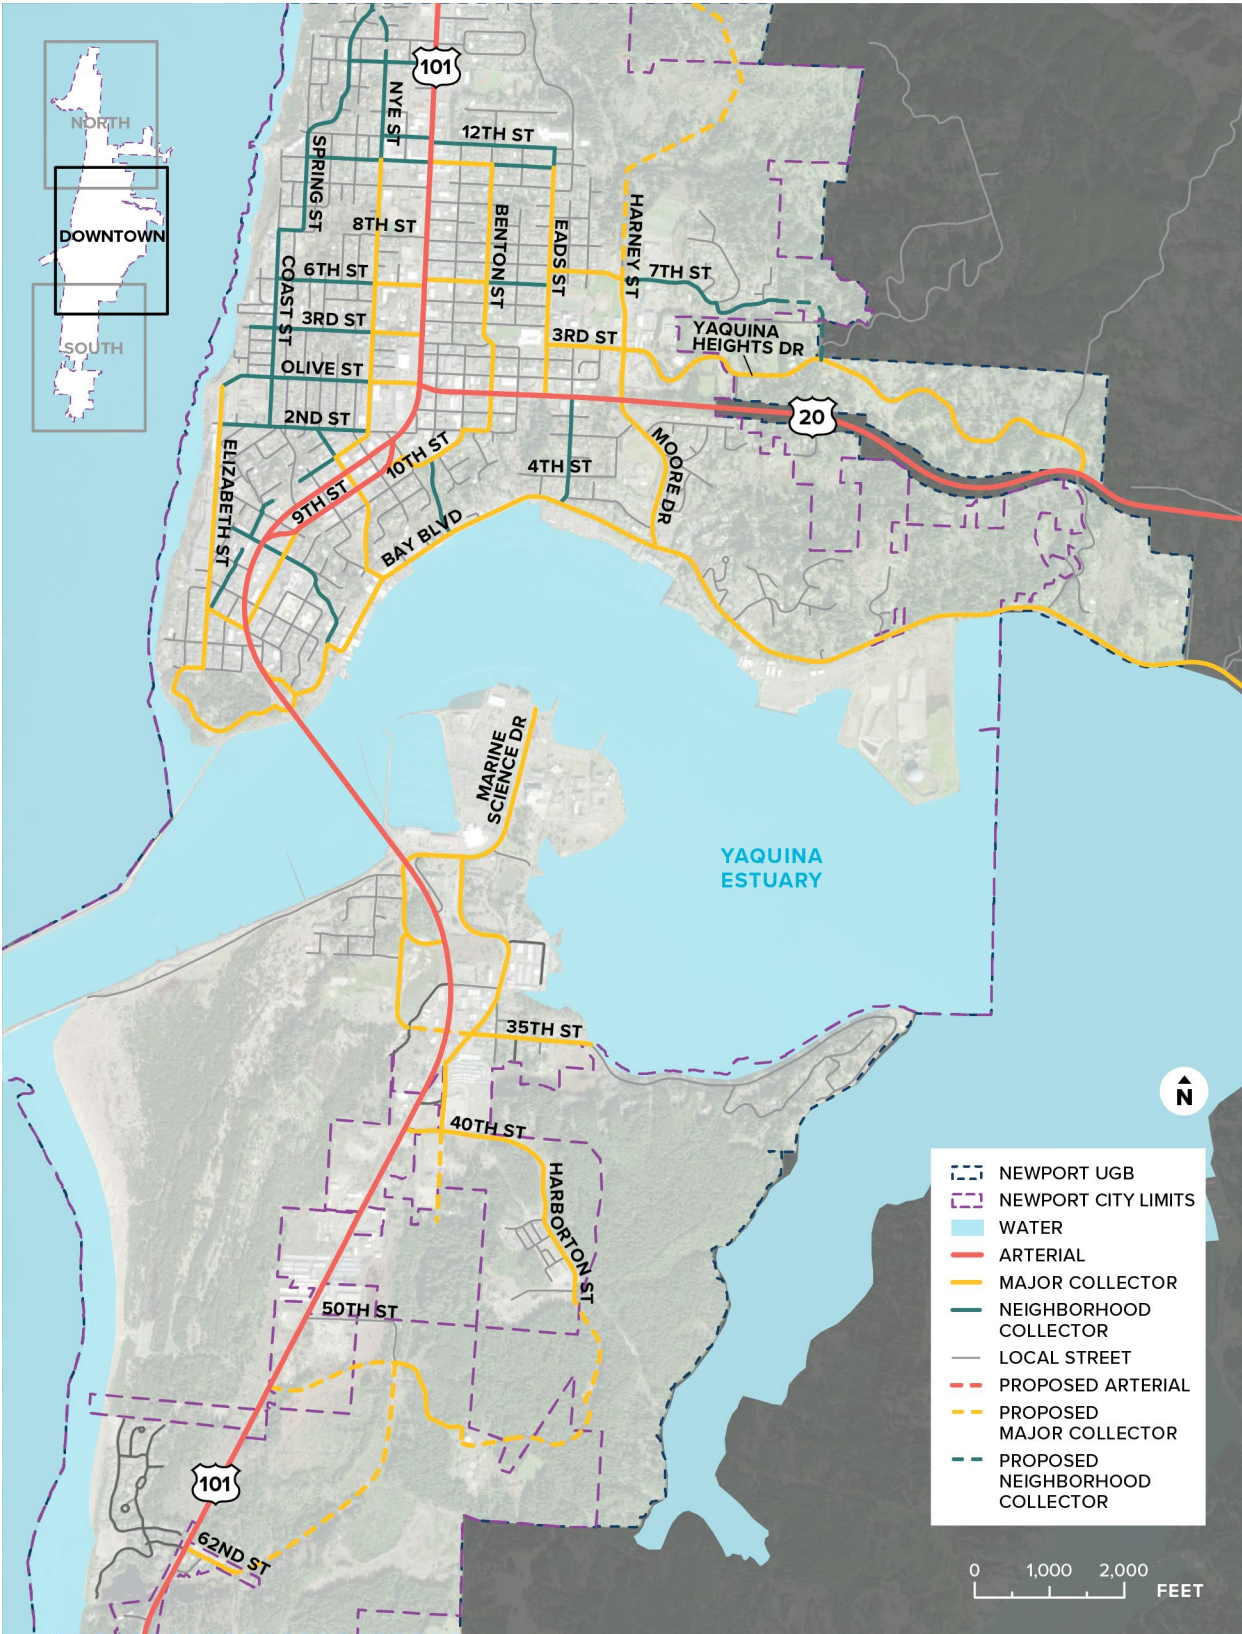 NORTH
DOWNTOWN
SOUTH
101
NYE ST
12TH ST
SPRING ST
8TH ST
BENTON ST
EADS ST
HARNEY ST
COAST ST
6TH ST
7TH ST
3RD ST
3RD ST
YAQUINA
HEIGHTS DR
OLIVE ST
2ND ST
20
ELIZABETH ST
10TH ST
9TH ST
4TH ST
MOORE DR
BAY BLVD
MARINE
SCIENCE DR
YAQUINA
ESTUARY
35TH ST
40TH ST
HARBORTON ST
50TH ST
101
62ND ST
N
NEWPORT UGB
NEWPORT CITY LIMITS
WATER
ARTERIAL
MAJOR COLLECTOR
NEIGHBORHOOD
COLLECTOR
LOCAL STREET
PROPOSED ARTERIAL
PROPOSED
MAJOR COLLECTOR
PROPOSED
NEIGHBORHOOD
COLLECTOR
0 1,000 2,000
FEET